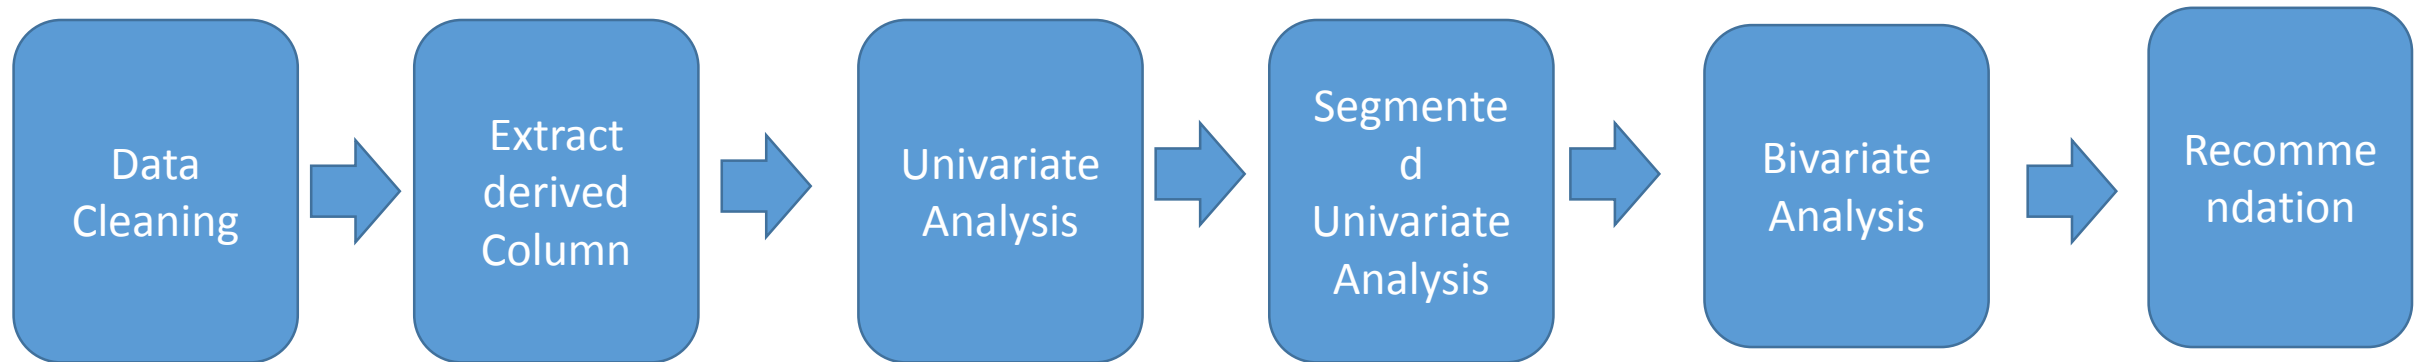 Data
Cleaning
Extract
derived
Column
Univariate
Analysis
Segmente
d
Univariate
Analysis
Bivariate
Analysis
Recomme
ndation